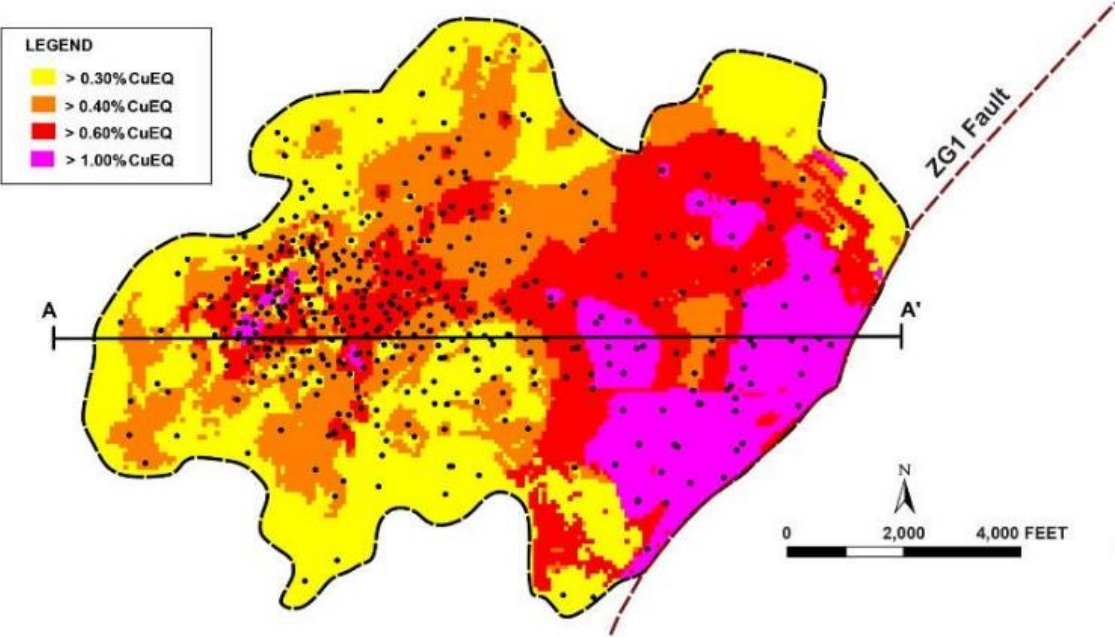 LEGEND
> 0.30%CuEQ
> 0.40%CuEQ
> 0.60%CuEQ
> 1.00%CuEQ
ZG1 Fault
A A'
N
0 2,000 4,000 FEET